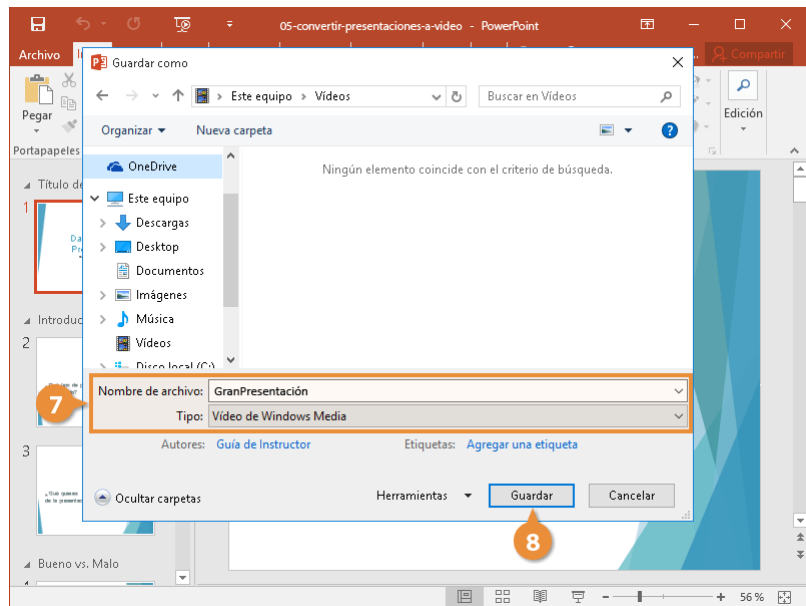 05-convertir-presentaciones-a-video - PowerPoint
Archivo
Compartir
Guardar como
Pegar
Edición
Portapapeles
Este equipo > Vídeos
Buscar en Vídeos
Organizar
Nueva carpeta
OneDrive
Ningún elemento coincide con el criterio de búsqueda.
Este equipo
Descargas
Desktop
Documentos
Imágenes
Música
Vídeos
Disco local (C:)
Título de
1
Introduc
2
3
Bueno vs. Malo
4
7
Nombre de archivo: GranPresentación
Tipo: Vídeo de Windows Media
Autores: Guía de Instructor
Etiquetas: Agregar una etiqueta
Ocultar carpetas
Herramientas
Guardar
Cancelar
8
56 %